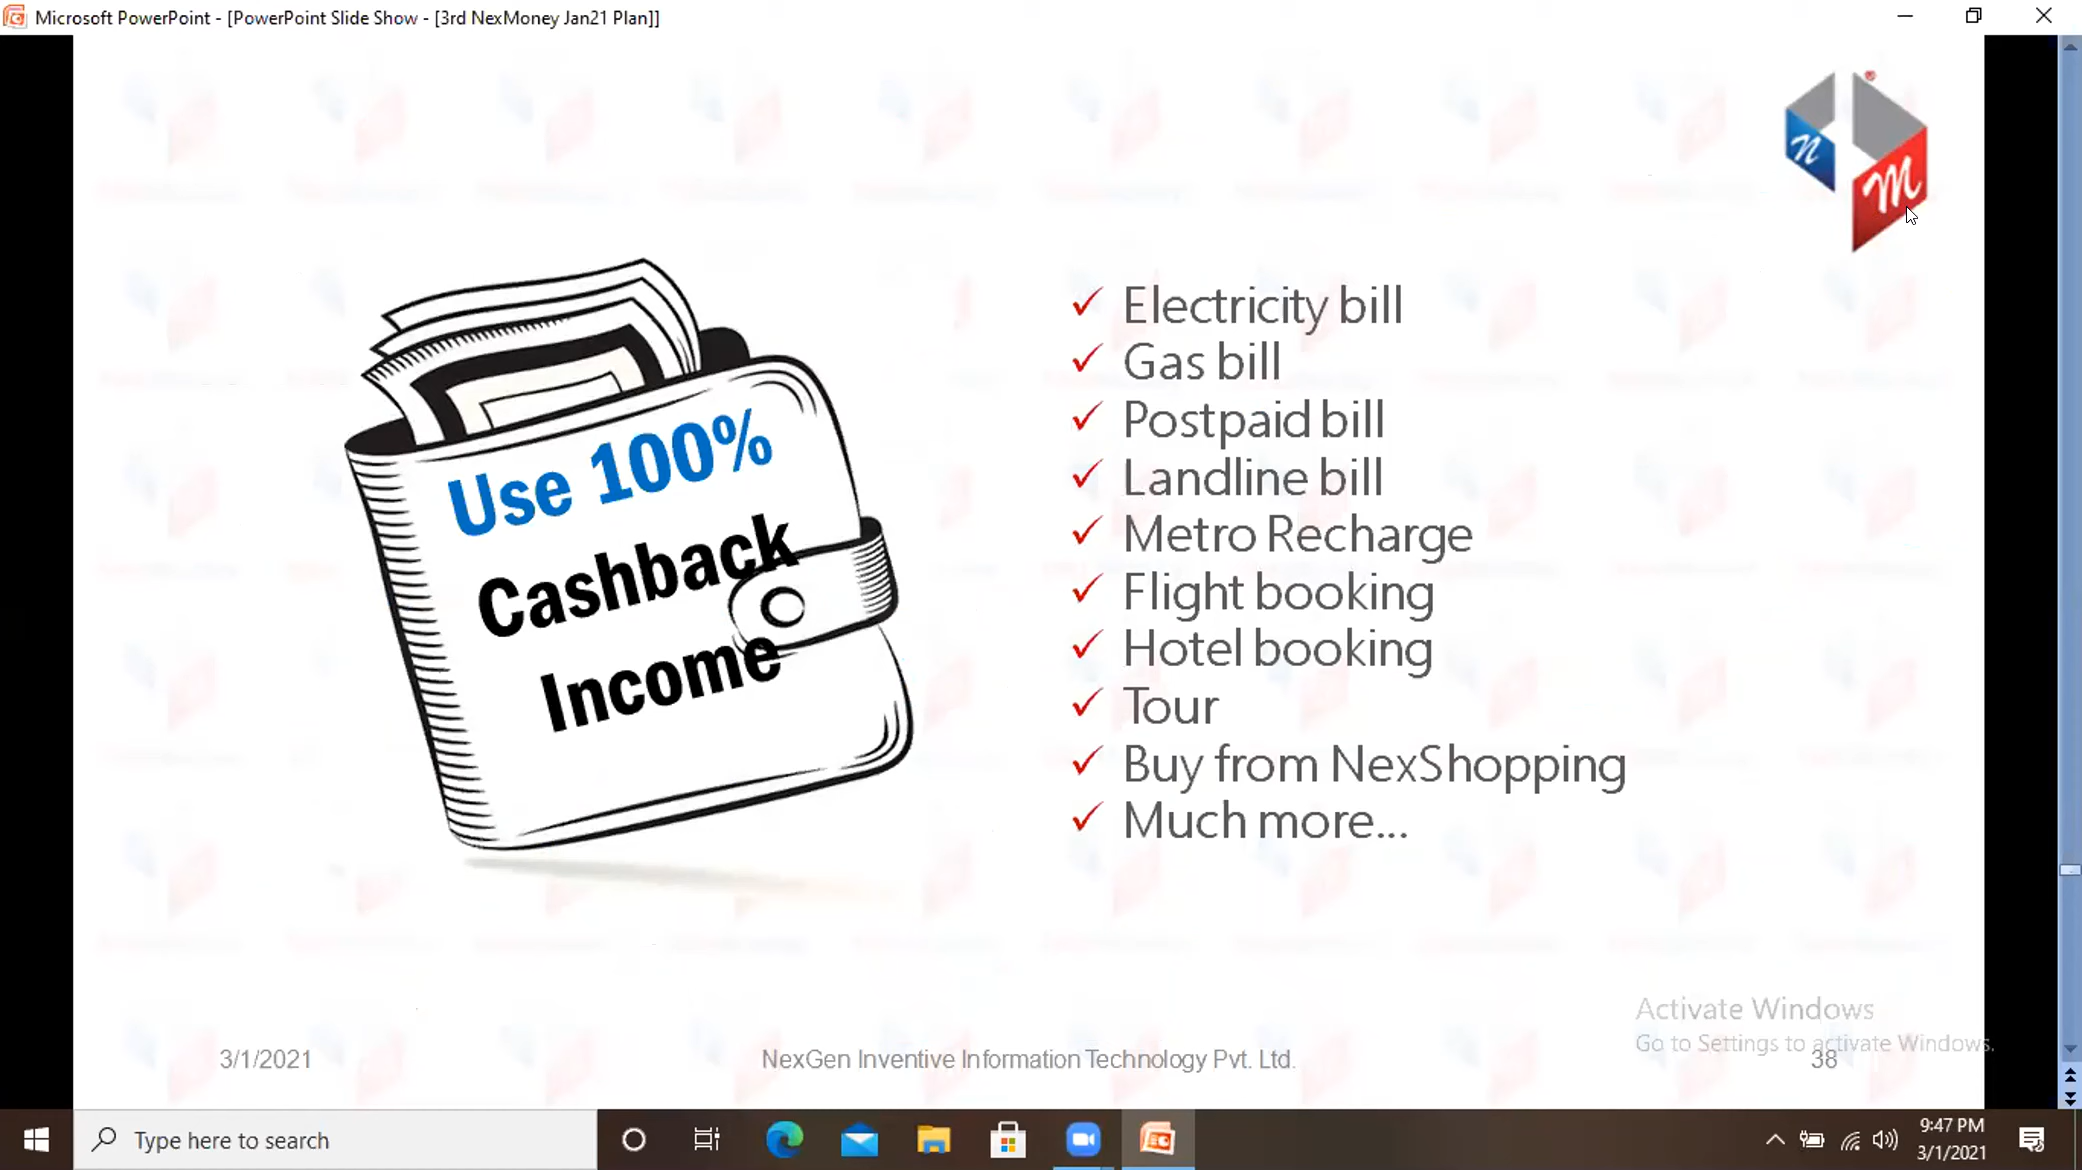 Microsoft PowerPoint - [PowerPoint Slide Show - [3rd NexMoney Jan21 Plan]]
n
M
Use 100%
Cashback
Income
Electricity bill
Gas bill
Postpaid bill
Landline bill
Metro Recharge
Flight booking
Hotel booking
Tour
Buy from NexShopping
Much more...
Activate Windows
Go to Settings to activate Windows.
3/1/2021
NexGen Inventive Information Technology Pvt. Ltd.
38
Type here to search
9:47 PM
3/1/2021